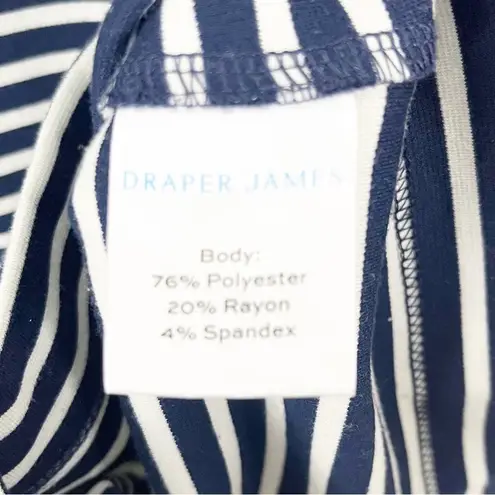 DRAPER JAMES
Body:
76% Polyester
20% Rayon
4% Spandex